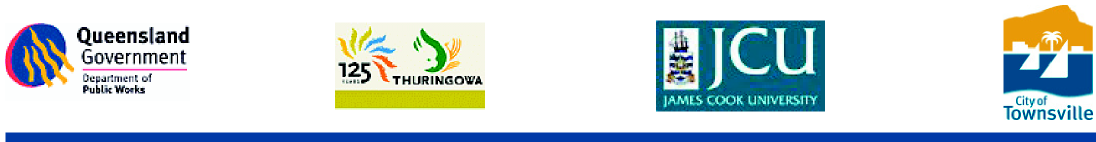 Queensland
Government
Department of
Public Works
125
YEARS
THURINGOWA
JCU
JAMES COOK UNIVERSITY
City of
Townsville